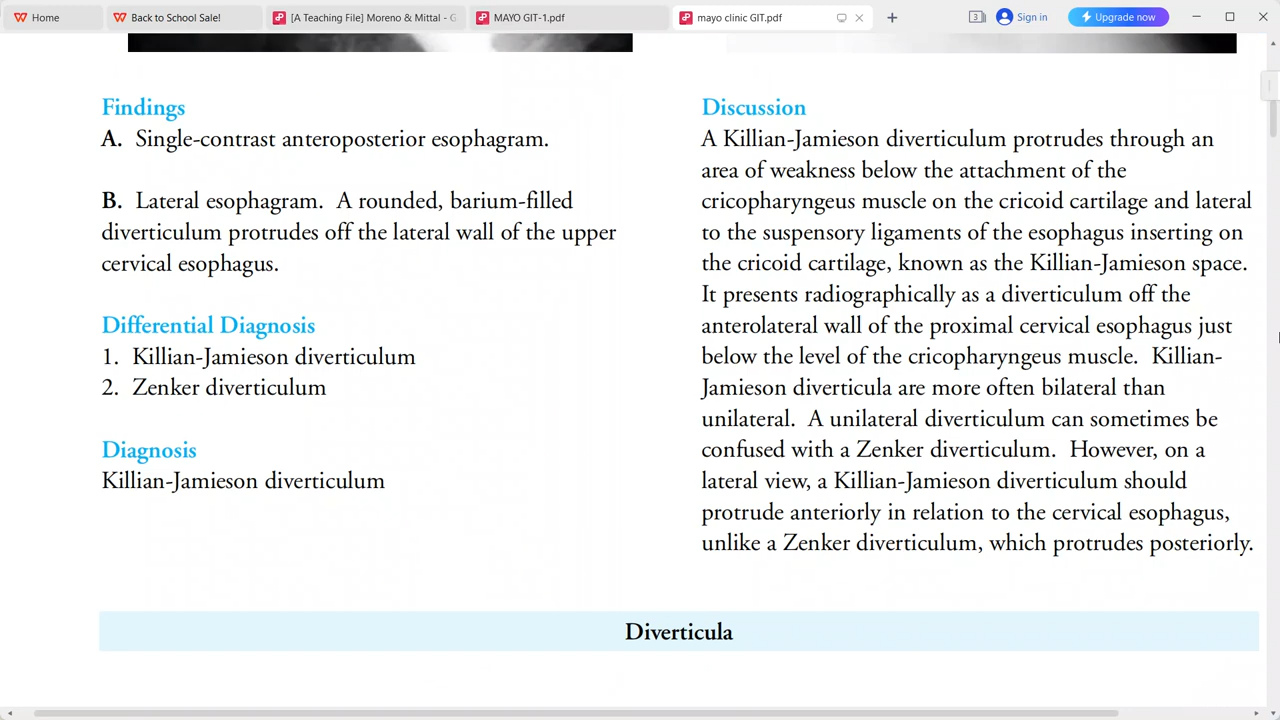 Home
Back to School Sale!
[A Teaching File] Moreno & Mittal - G
MAYO GIT-1.pdf
mayo clinic GIT.pdf
3
Sign in
Upgrade now
Findings
A. Single-contrast anteroposterior esophagram.
B. Lateral esophagram. A rounded, barium-filled
diverticulum protrudes off the lateral wall of the upper
cervical esophagus.
Differential Diagnosis
1. Killian-Jamieson diverticulum
2. Zenker diverticulum
Diagnosis
Killian-Jamieson diverticulum
Discussion
A Killian-Jamieson diverticulum protrudes through an
area of weakness below the attachment of the
cricopharyngeus muscle on the cricoid cartilage and lateral
to the suspensory ligaments of the esophagus inserting on
the cricoid cartilage, known as the Killian-Jamieson space.
It presents radiographically as a diverticulum off the
anterolateral wall of the proximal cervical esophagus just
below the level of the cricopharyngeus muscle. Killian-
Jamieson diverticula are more often bilateral than
unilateral. A unilateral diverticulum can sometimes be
confused with a Zenker diverticulum. However, on a
lateral view, a Killian-Jamieson diverticulum should
protrude anteriorly in relation to the cervical esophagus,
unlike a Zenker diverticulum, which protrudes posteriorly.
Diverticula